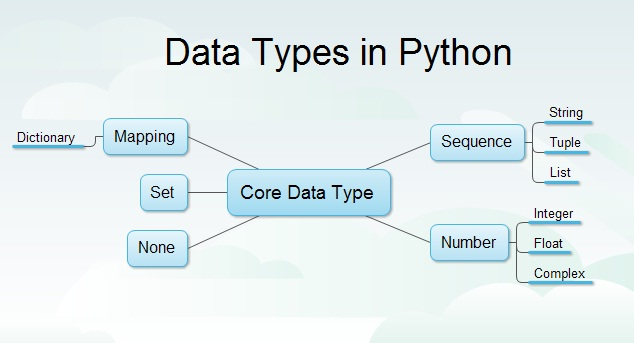 Data Types in Python
Dictionary
Mapping
Set
None
Core Data Type
Sequence
String
Tuple
List
Number
Integer
Float
Complex